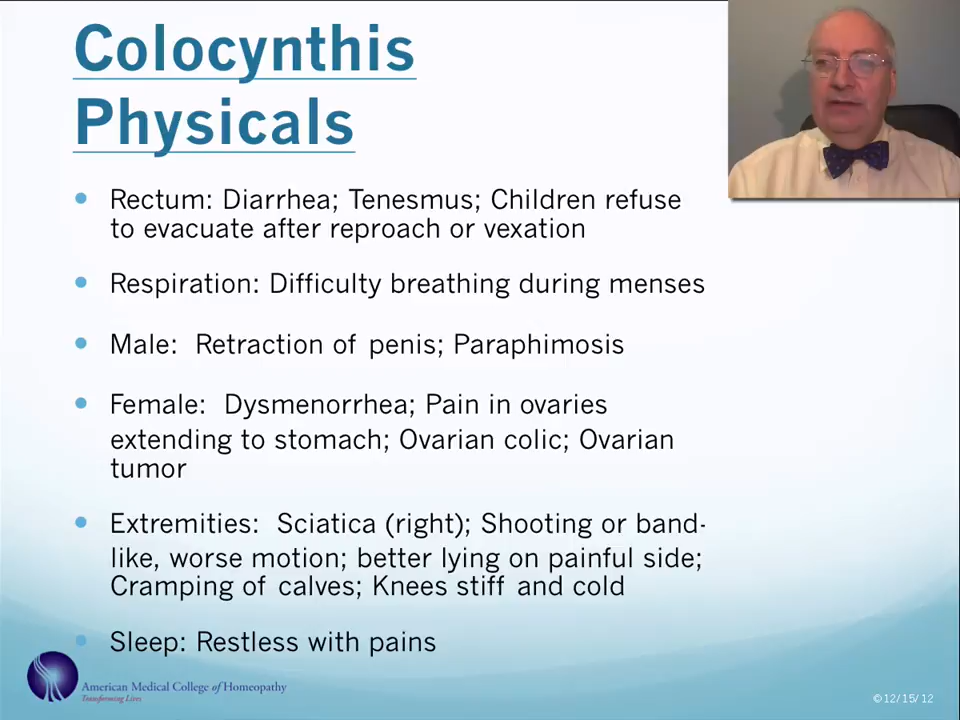 Colocynthis
Physicals
Rectum: Diarrhea; Tenesmus; Children refuse
to evacuate after reproach or vexation
Respiration: Difficulty breathing during menses
Male: Retraction of penis; Paraphimosis
Female: Dysmenorrhea; Pain in ovaries
extending to stomach; Ovarian colic; Ovarian
tumor
Extremities: Sciatica (right); Shooting or band-
like, worse motion; better lying on painful side;
Cramping of calves; Knees stiff and cold
Sleep: Restless with pains
American Medical College of Homeopathy
Transforming Lives
©12/15/12